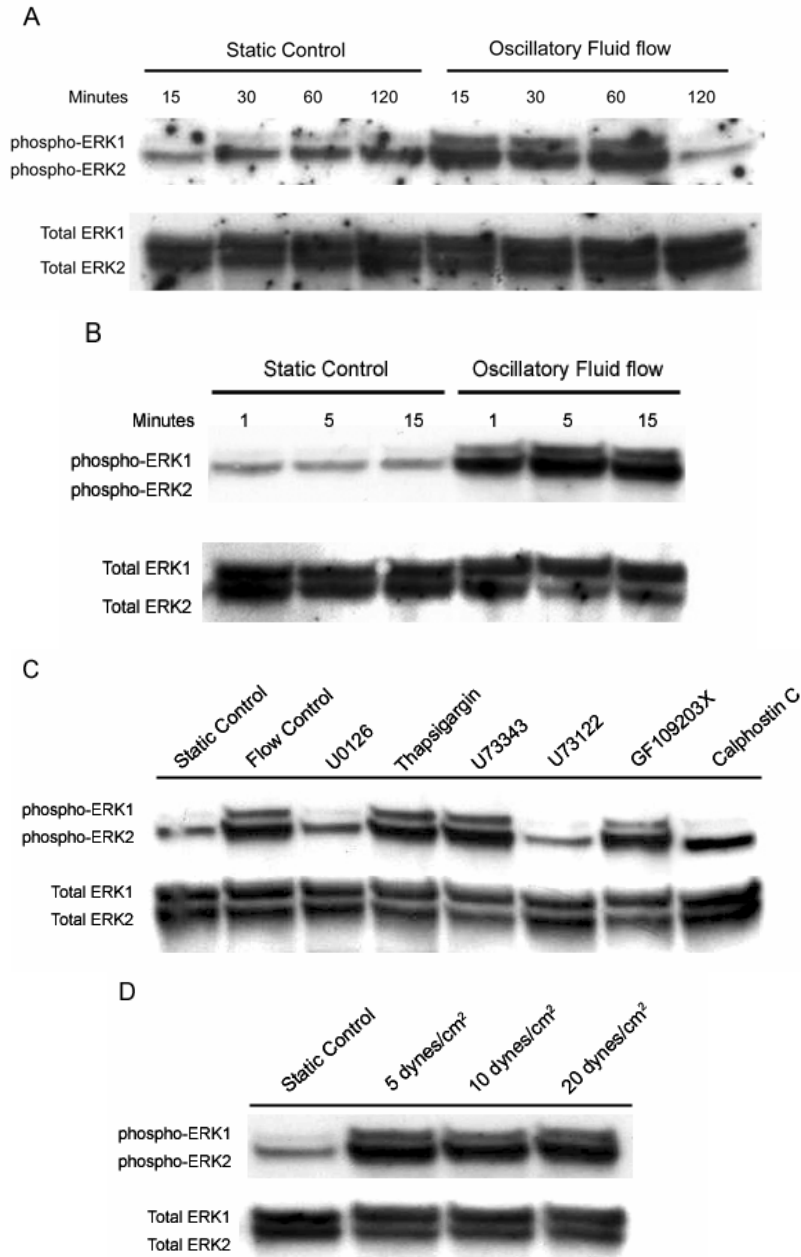 A
Static Control Oscillatory Fluid flow
Minutes 15 30 60 120 15 30 60 120
phospho-ERK1
phospho-ERK2
Total ERK1
Total ERK2
B
Static Control Oscillatory Fluid flow
Minutes 1 5 15 1 5 15
phospho-ERK1
phospho-ERK2
Total ERK1
Total ERK2
C
Static Control Flow Control U0126 Thapsigargin U73343 U73122 GF109203X Calphostin C
phospho-ERK1
phospho-ERK2
Total ERK1
Total ERK2
D
Static Control 5 dynes/cm² 10 dynes/cm² 20 dynes/cm²
phospho-ERK1
phospho-ERK2
Total ERK1
Total ERK2